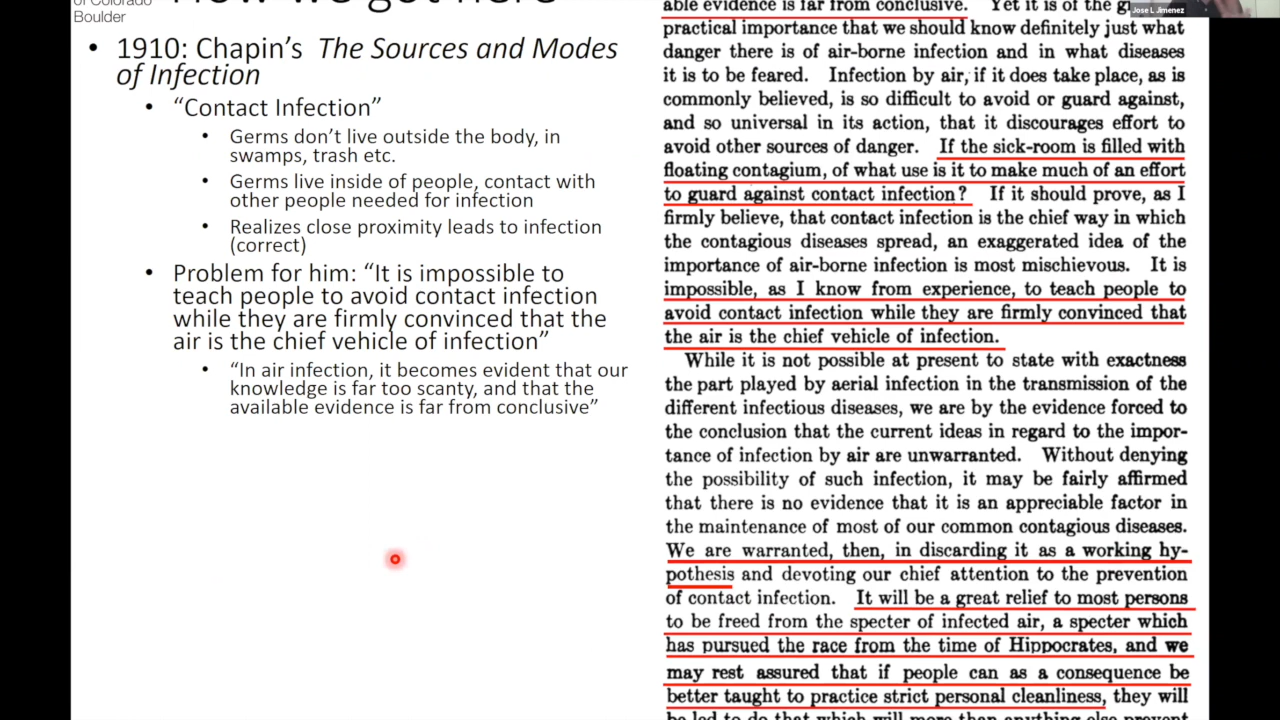 of Colorado
Boulder
How we got here
• 1910: Chapin’s The Sources and Modes
of Infection
• “Contact Infection”
• Germs don’t live outside the body, in
swamps, trash etc.
• Germs live inside of people, contact with
other people needed for infection
• Realizes close proximity leads to infection
(correct)
• Problem for him: “It is impossible to
teach people to avoid contact infection
while they are firmly convinced that the
air is the chief vehicle of infection”
• “In air infection, it becomes evident that our
knowledge is far too scanty, and that the
available evidence is far from conclusive”
able evidence is far from conclusive. Yet it is of the
practical importance that we should know definitely just what
danger there is of air-borne infection and in what diseases
it is to be feared. Infection by air, if it does take place, as is
commonly believed, is so difficult to avoid or guard against,
and so universal in its action, that it discourages effort to
avoid other sources of danger. If the sick-room is filled with
floating contagium, of what use is it to make much of an effort
to guard against contact infection? If it should prove, as I
firmly believe, that contact infection is the chief way in which
the contagious diseases spread, an exaggerated idea of the
importance of air-borne infection is most mischievous. It is
impossible, as I know from experience, to teach people to
avoid contact infection while they are firmly convinced that
the air is the chief vehicle of infection.
While it is not possible at present to state with exactness
the part played by aerial infection in the transmission of the
different infectious diseases, we are by the evidence forced to
the conclusion that the current ideas in regard to the impor-
tance of infection by air are unwarranted. Without denying
the possibility of such infection, it may be fairly affirmed
that there is no evidence that it is an appreciable factor in
the maintenance of most of our common contagious diseases.
We are warranted, then, in discarding it as a working hy-
pothesis and devoting our chief attention to the prevention
of contact infection. It will be a great relief to most persons
to be freed from the specter of infected air, a specter which
has pursued the race from the time of Hippocrates, and we
may rest assured that if people can as a consequence be
better taught to practice strict personal cleanliness, they will
be led to do that which will more than anything else prevent
Jose L Jimenez